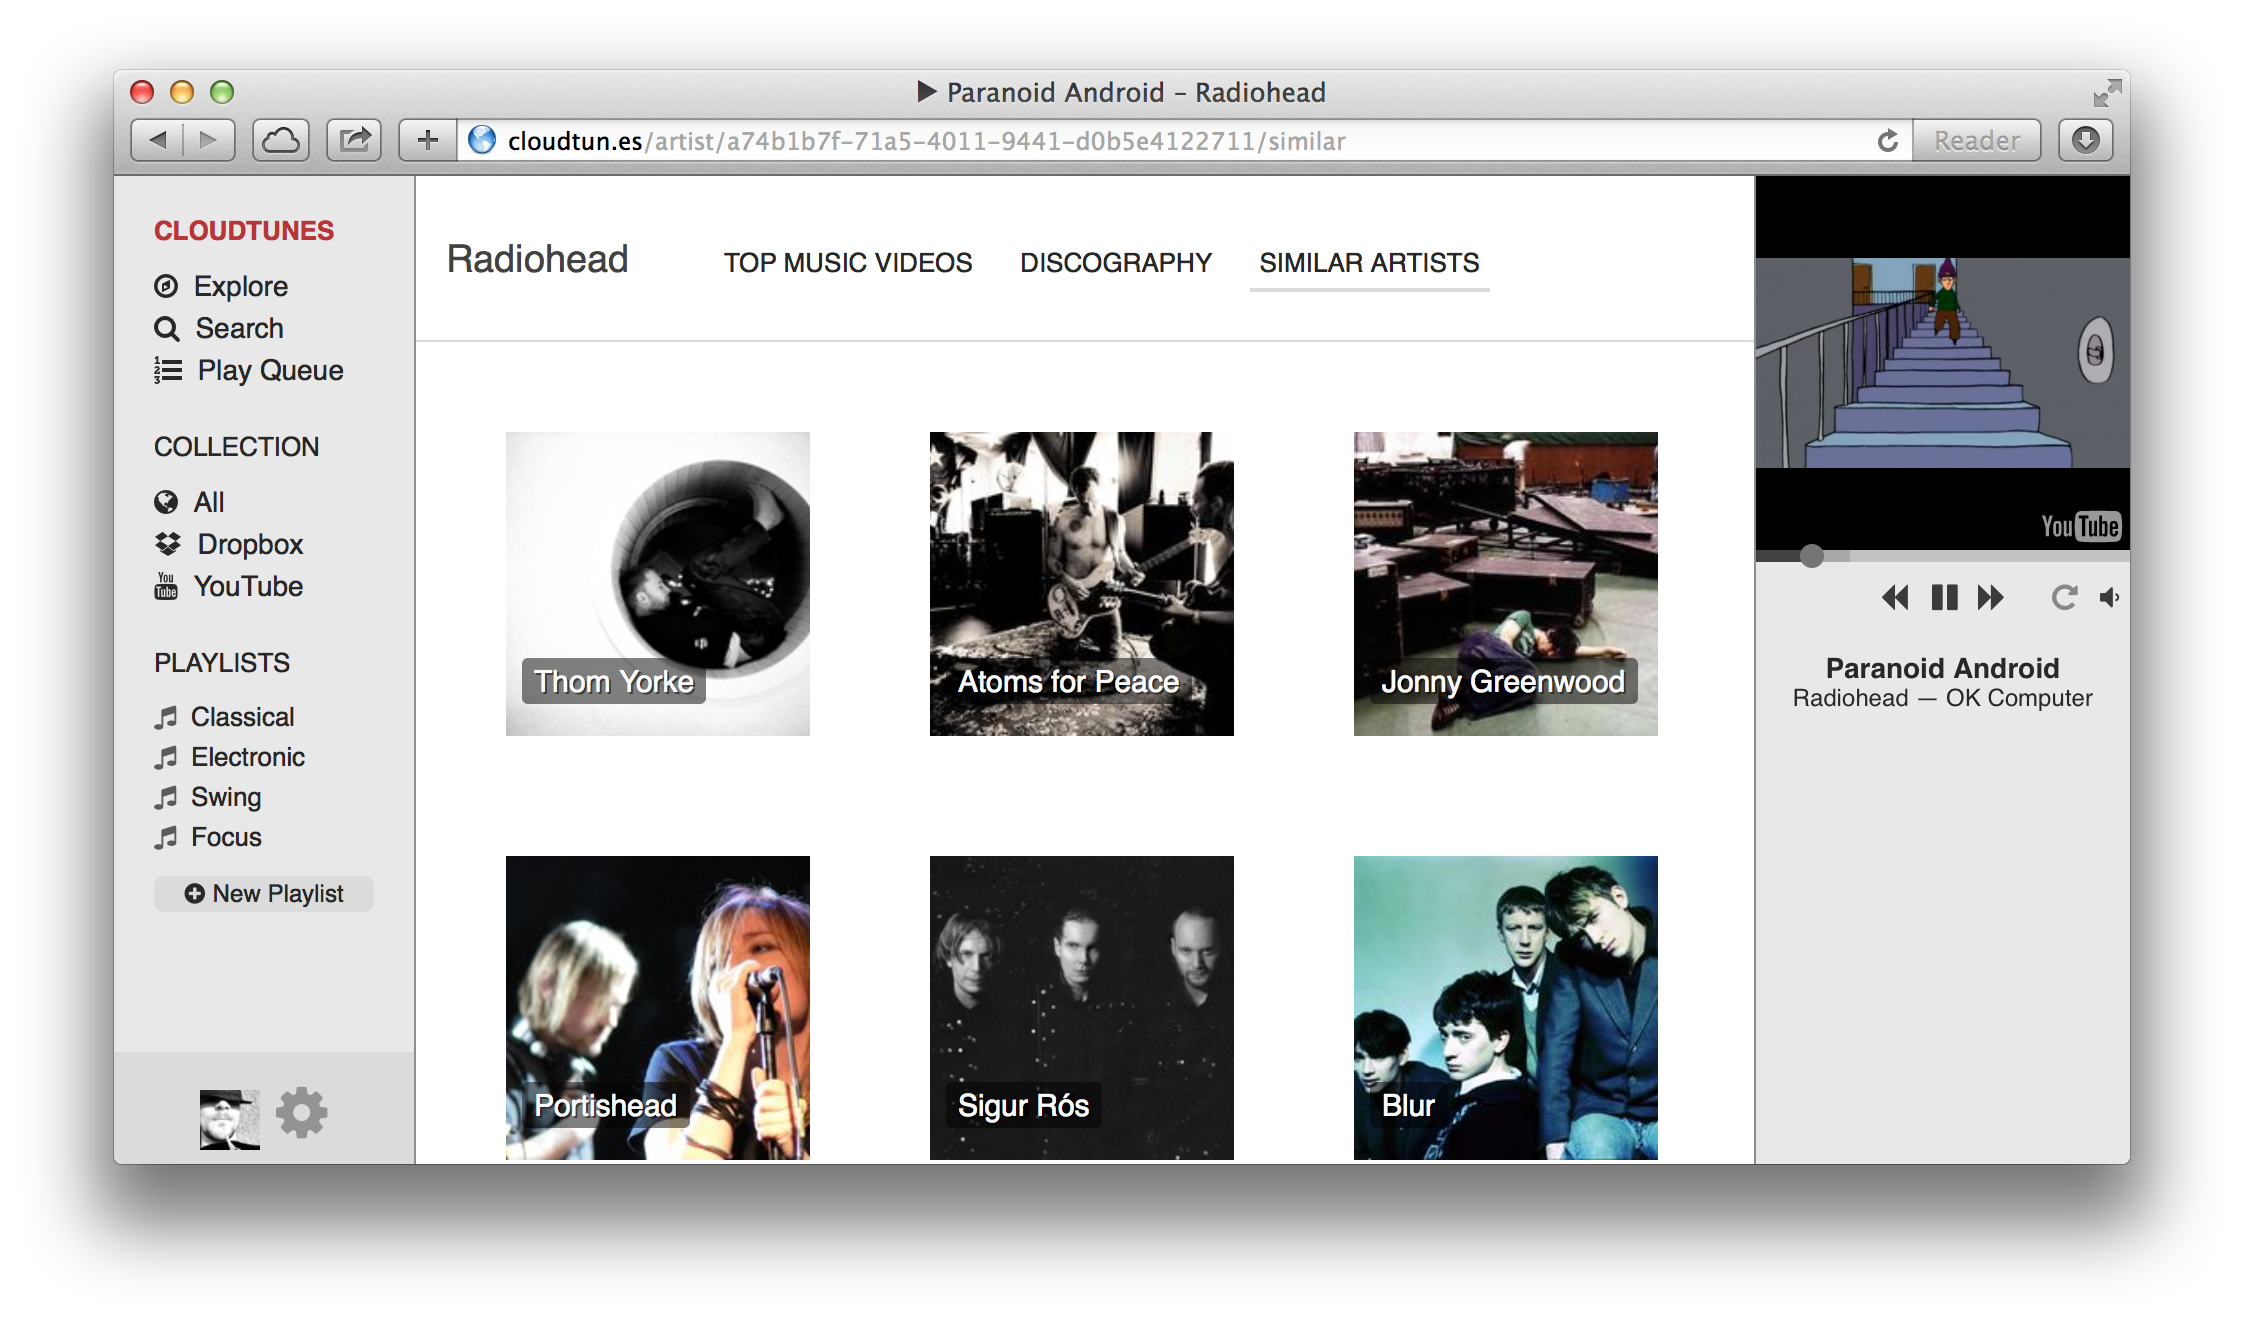 ▶ Paranoid Android – Radiohead
cloudtun.es/artist/a74b1b7f-71a5-4011-9441-d0b5e4122711/similar
Reader
CLOUDTUNES
Explore
Search
Play Queue
COLLECTION
All
Dropbox
YouTube
PLAYLISTS
Classical
Electronic
Swing
Focus
New Playlist
Radiohead
TOP MUSIC VIDEOS
DISCOGRAPHY
SIMILAR ARTISTS
Thom Yorke
Atoms for Peace
Jonny Greenwood
Portishead
Sigur Rós
Blur
YouTube
Paranoid Android
Radiohead — OK Computer